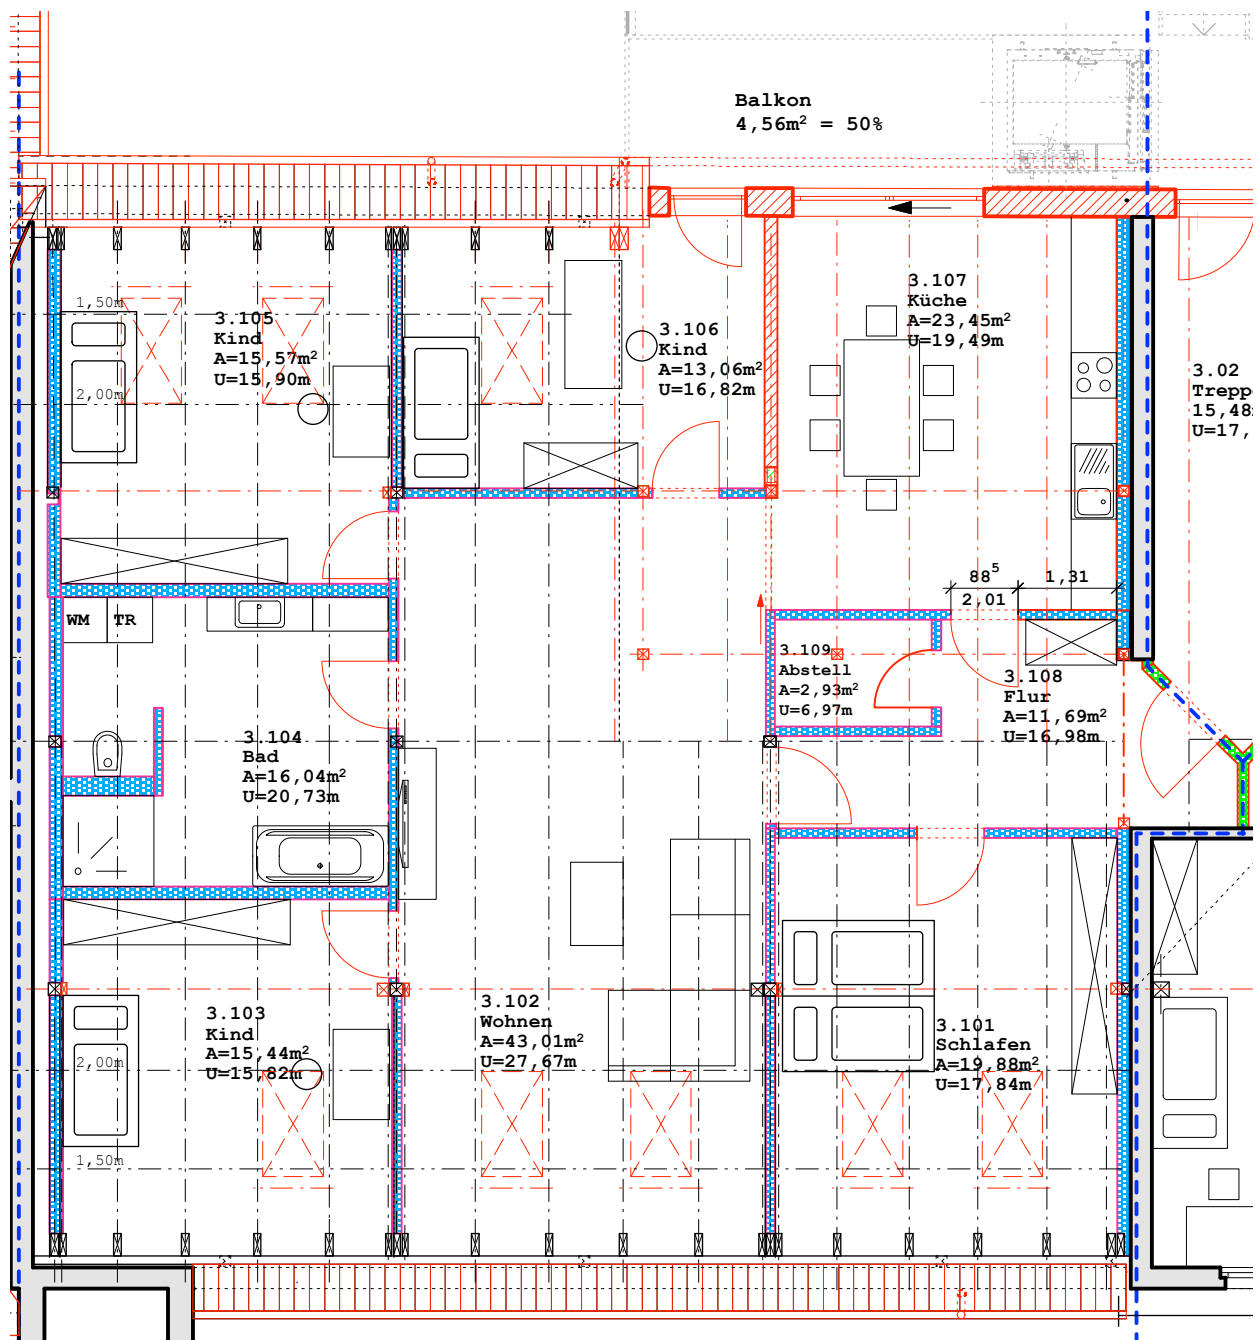 Balkon
4,56m² = 50%
1,50m
3.105
Kind
A=15,57m²
U=15,90m
2,00m
3.106
Kind
A=13,06m²
U=16,82m
3.107
Küche
A=23,45m²
U=19,49m
3.02
Trepp
15,48
U=17,
88⁵
1,31
2,01
WM
TR
3.109
Abstell
A=2,93m²
U=6,97m
3.108
Flur
A=11,69m²
U=16,98m
3.104
Bad
A=16,04m²
U=20,73m
3.103
Kind
A=15,44m²
U=15,82m
2,00m
1,50m
3.102
Wohnen
A=43,01m²
U=27,67m
3.101
Schlafen
A=19,88m²
U=17,84m